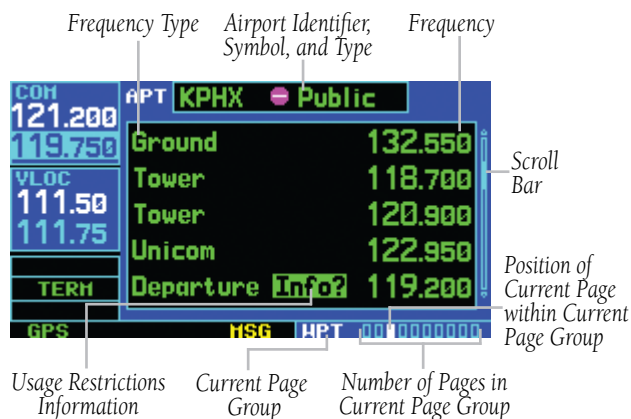 Frequency Type
Airport Identifier,
Symbol, and Type
Frequency
COM
121.200
119.750
APT KPHX Public
Ground 132.550
Tower 118.700
Tower 120.900
Unicom 122.950
Departure Info? 119.200
VLOC
111.50
111.75
TERM
GPS MSG WPT
Scroll
Bar
Position of
Current Page
within Current
Page Group
Usage Restrictions
Information
Current Page
Group
Number of Pages in
Current Page Group